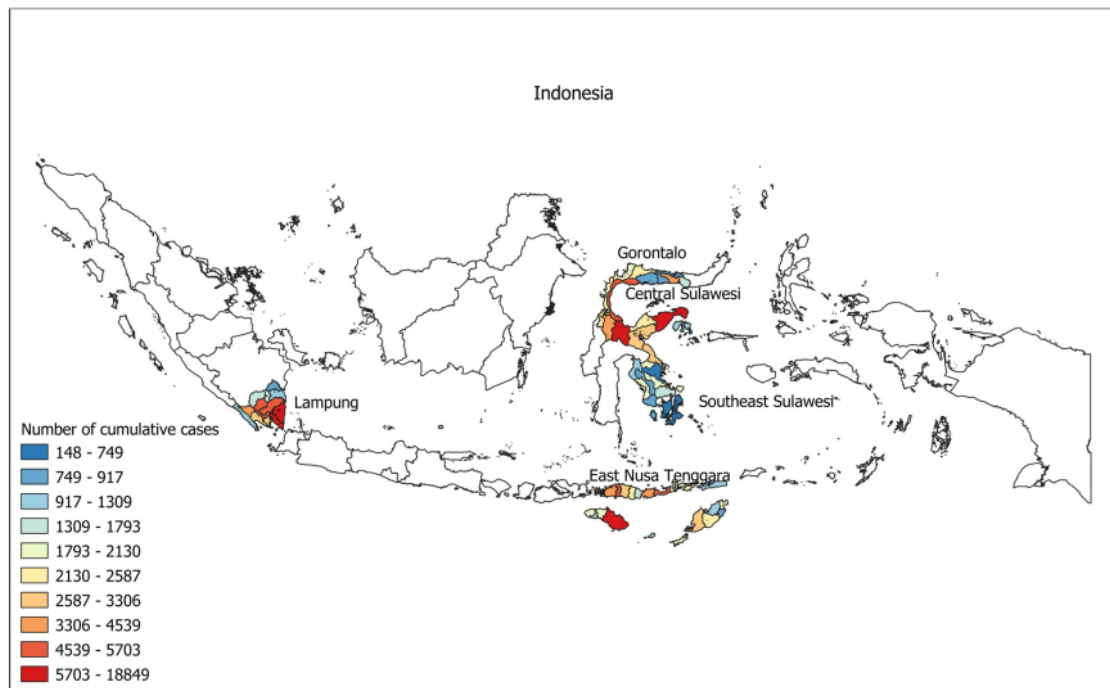 Indonesia
Gorontalo
Central Sulawesi
Lampung
Southeast Sulawesi
East Nusa Tenggara
Number of cumulative cases
148 - 749
749 - 917
917 - 1309
1309 - 1793
1793 - 2130
2130 - 2587
2587 - 3306
3306 - 4539
4539 - 5703
5703 - 18849